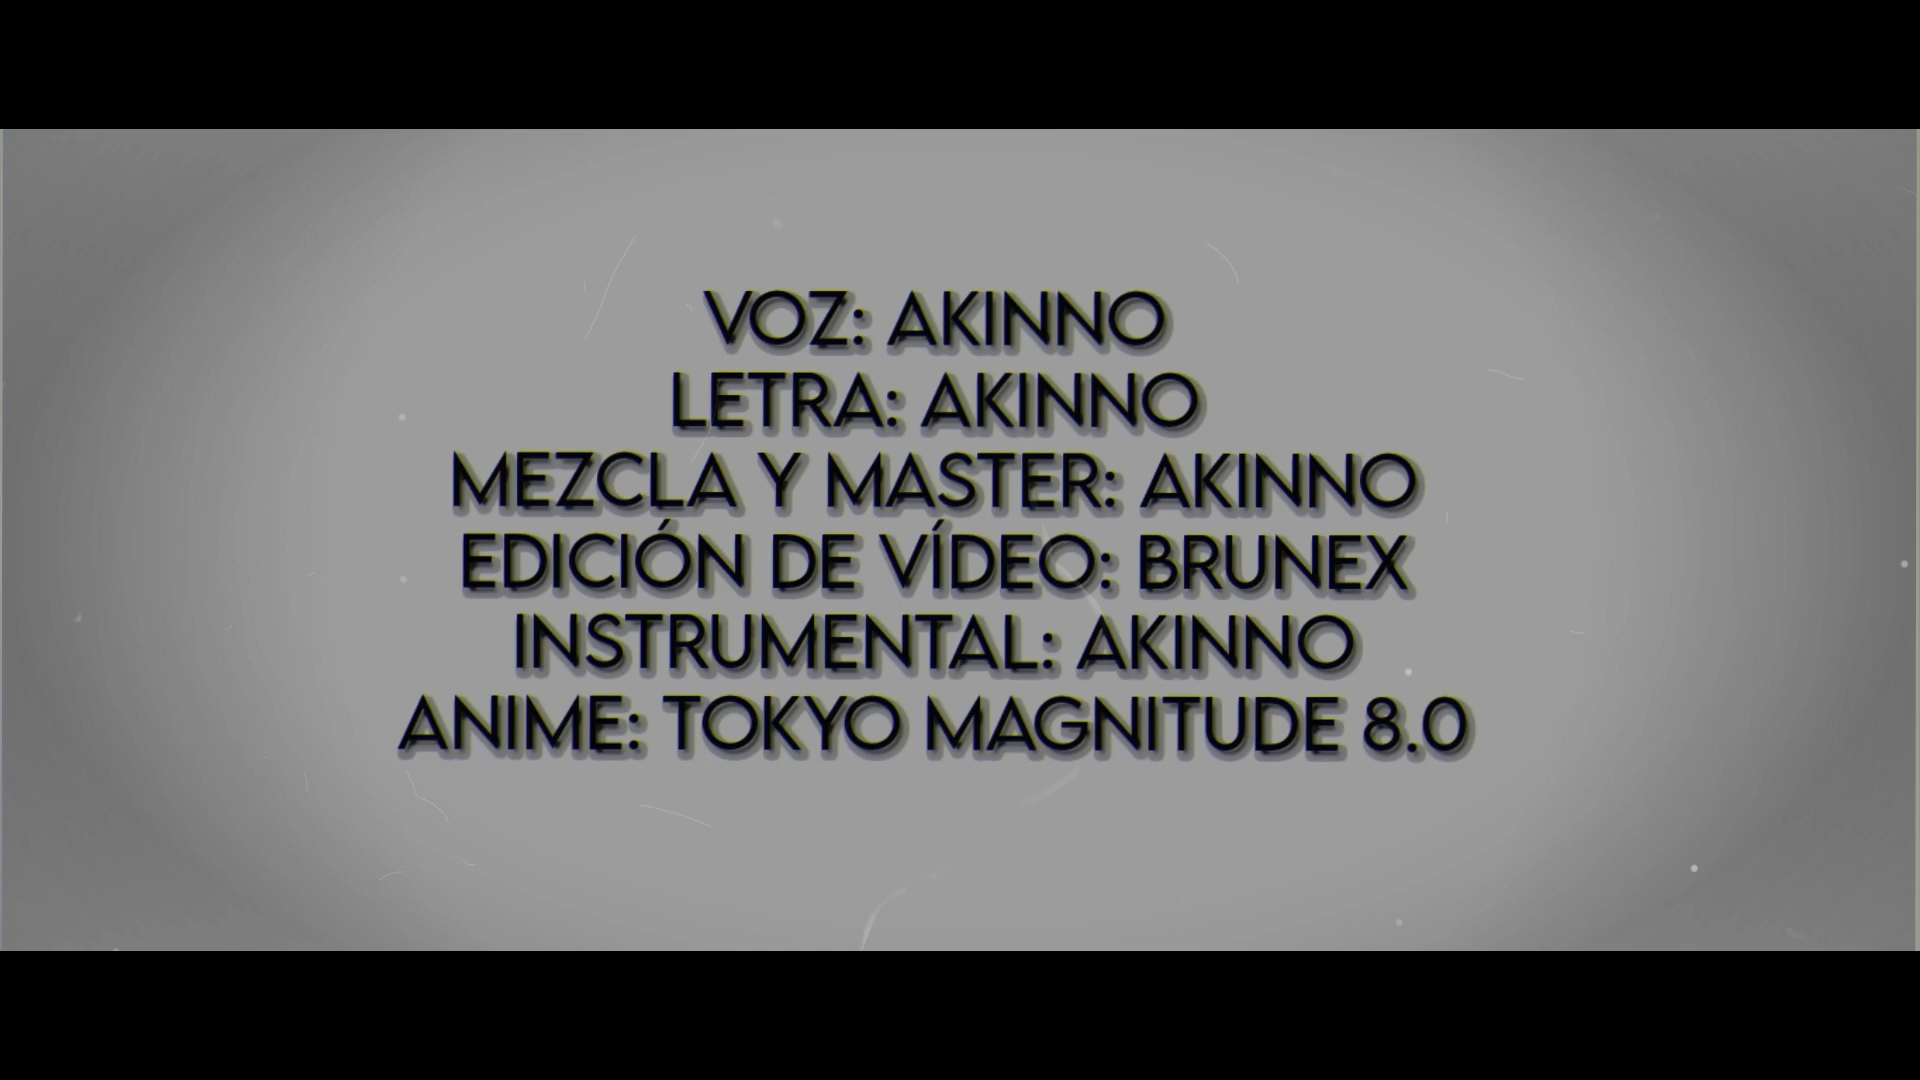 VOZ: AKINNO
LETRA: AKINNO
MEZCLA Y MASTER: AKINNO
EDICIÓN DE VÍDEO: BRUNEX
INSTRUMENTAL: AKINNO
ANIME: TOKYO MAGNITUDE 8.0